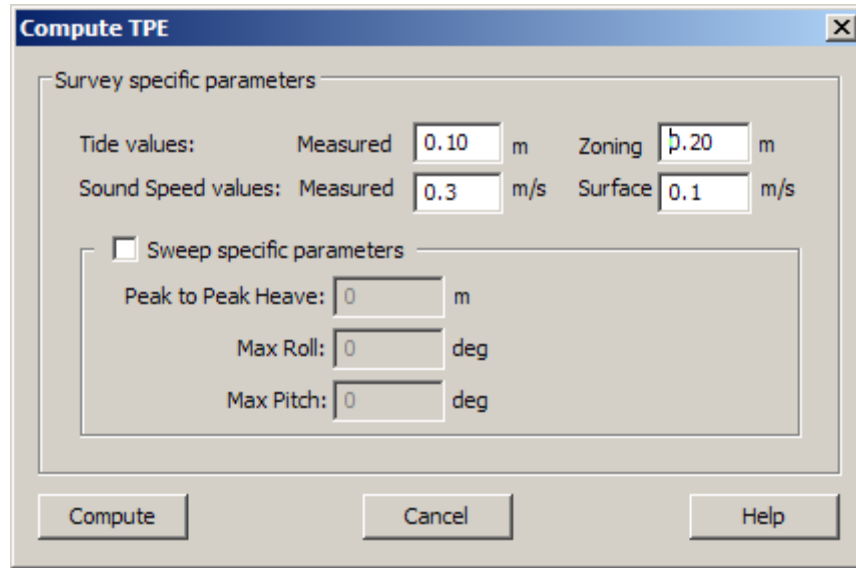 Compute TPE
Survey specific parameters
Tide values: Measured 0.10 m Zoning 0.20 m
Sound Speed values: Measured 0.3 m/s Surface 0.1 m/s
Sweep specific parameters
Peak to Peak Heave: 0 m
Max Roll: 0 deg
Max Pitch: 0 deg
Compute Cancel Help